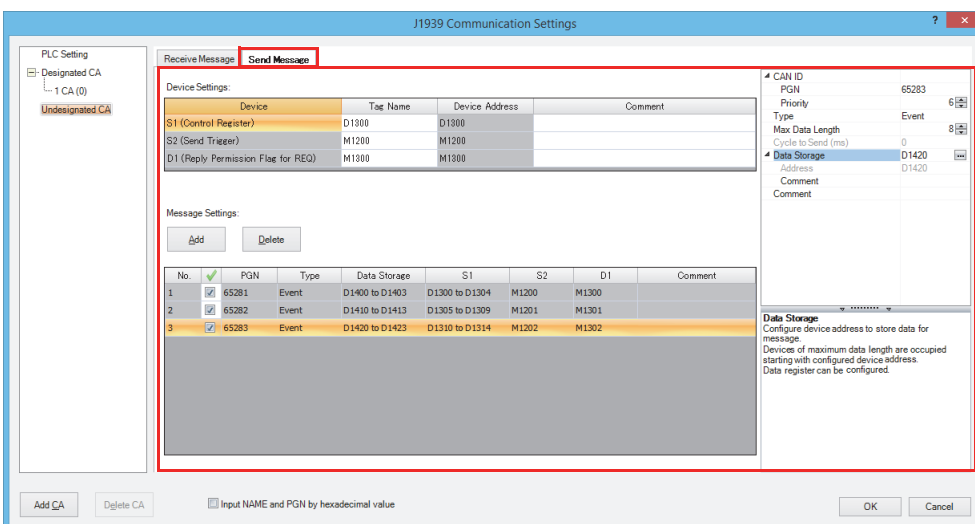 J1939 Communication Settings
? ×
PLC Setting
Designated CA
1 CA (0)
Undesignated CA
Receive Message Send Message
Device Settings:
Device Tag Name Device Address Comment
S1 (Control Register) D1300 D1300
S2 (Send Trigger) M1200 M1200
D1 (Reply Permission Flag for REQ) M1300 M1300
Message Settings:
Add Delete
No. PGN Type Data Storage S1 S2 D1 Comment
1 65281 Event D1400 to D1403 D1300 to D1304 M1200 M1300
2 65282 Event D1410 to D1413 D1305 to D1309 M1201 M1301
3 65283 Event D1420 to D1423 D1310 to D1314 M1202 M1302
CAN ID
PGN 65283
Priority 6
Type Event
Max Data Length 8
Cycle to Send (ms) 0
Data Storage D1420 ...
Address D1420
Comment
Comment
Data Storage
Configure device address to store data for
message.
Devices of maximum data length are occupied
starting with configured device address.
Data register can be configured.
Add CA Delete CA Input NAME and PGN by hexadecimal value OK Cancel